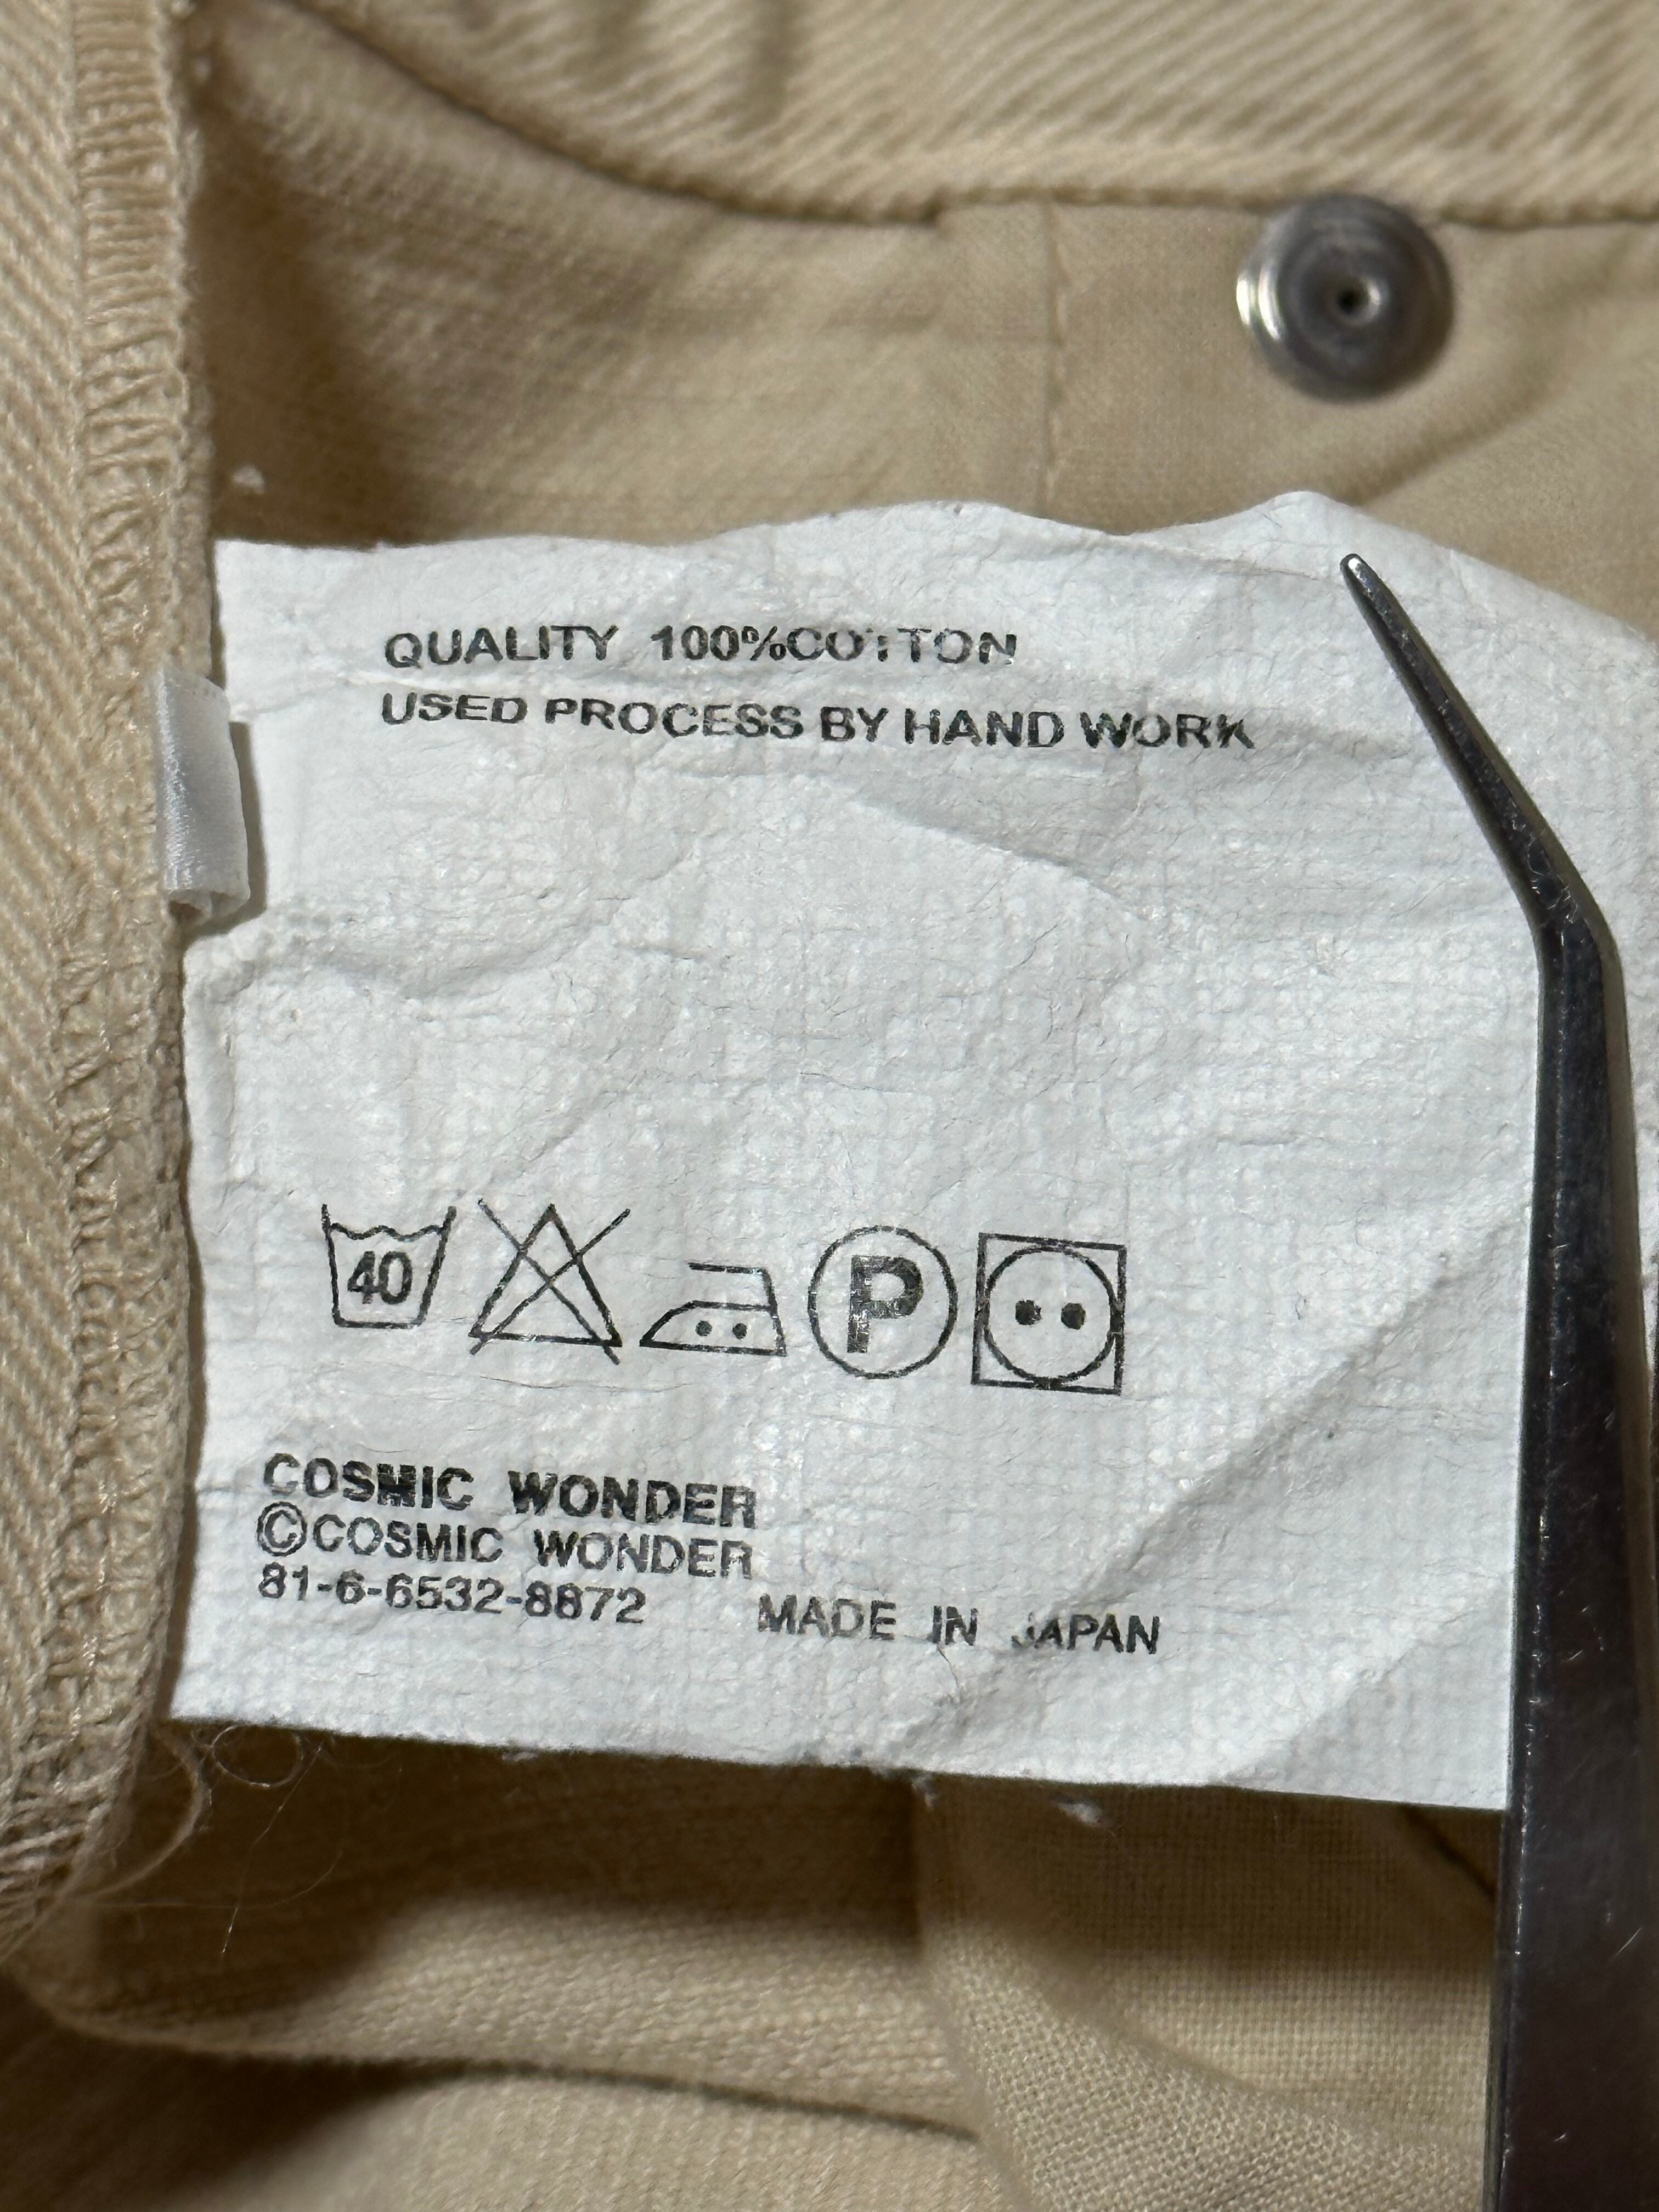 QUALITY 100%COTTON
USED PROCESS BY HAND WORK
40 P
COSMIC WONDER
©COSMIC WONDER
81-6-6532-8872 MADE IN JAPAN